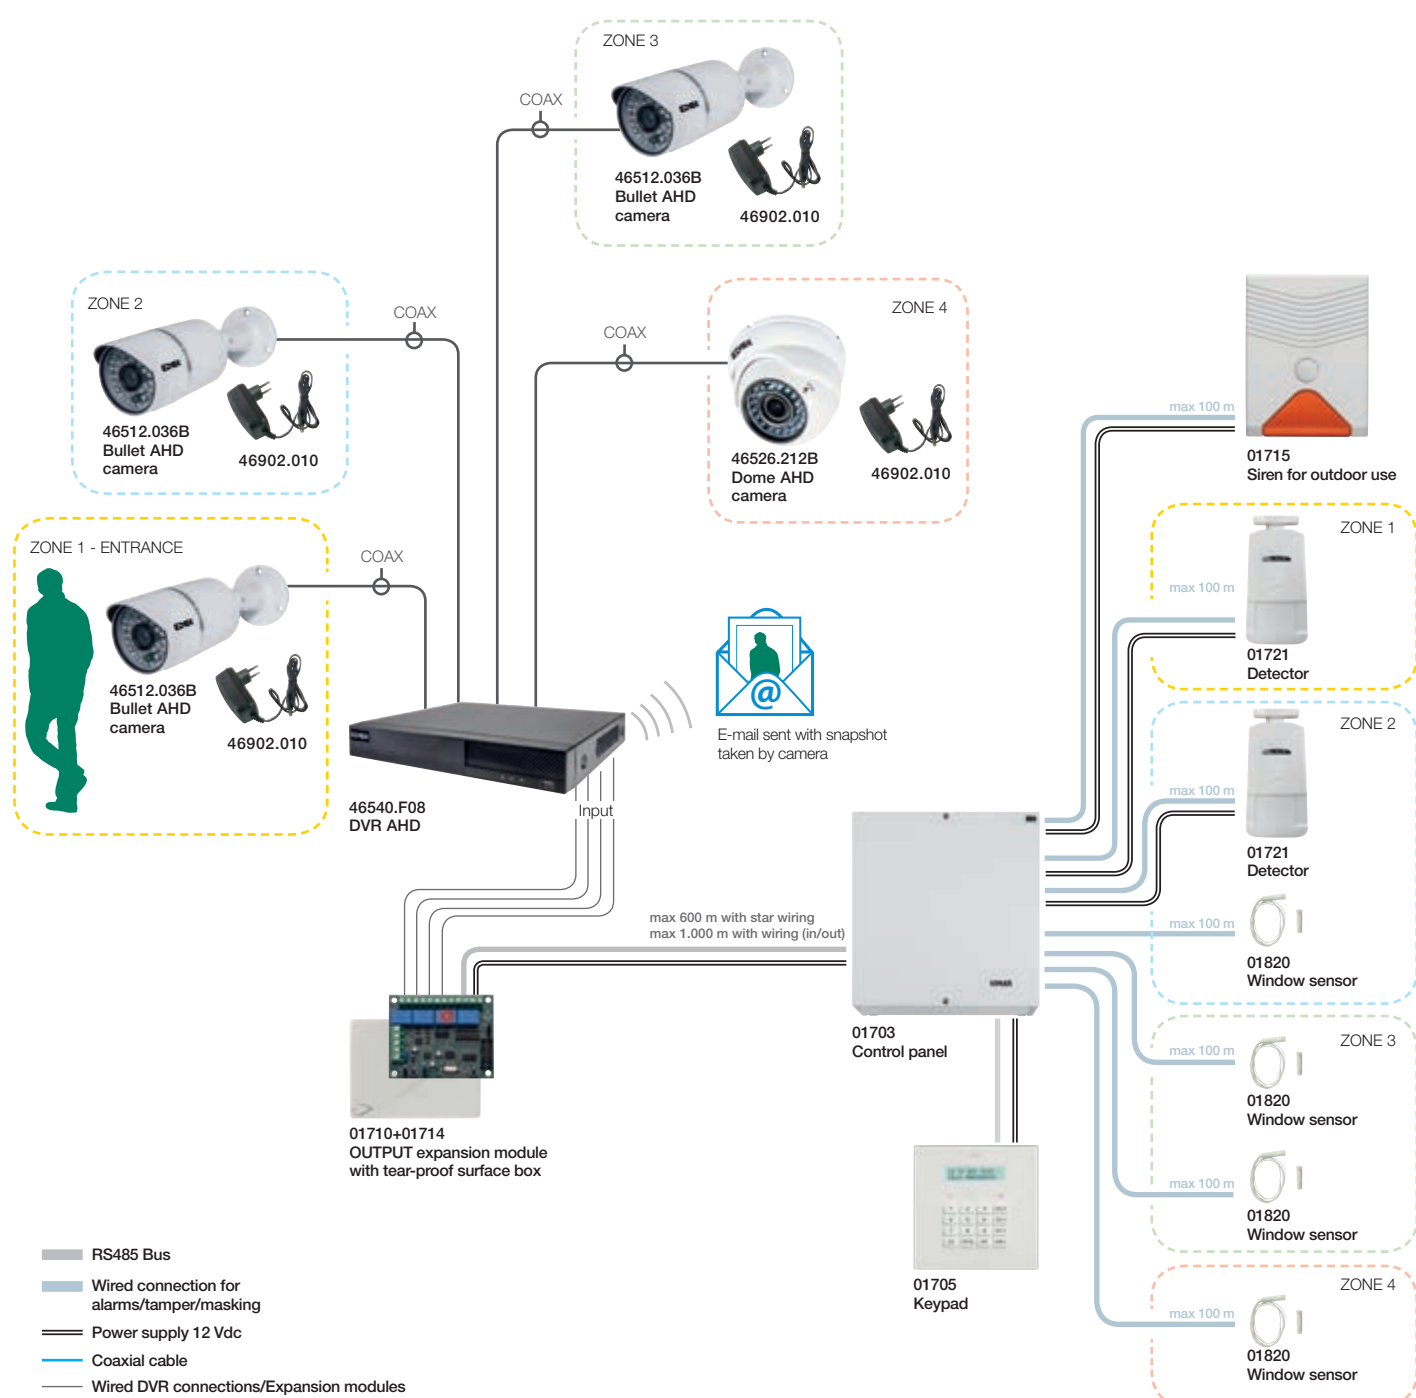 ZONE 3
COAX
46512.036B
Bullet AHD
camera
46902.010
ZONE 2
COAX
46512.036B
Bullet AHD
camera
46902.010
COAX
ZONE 4
46526.212B
Dome AHD
camera
46902.010
ZONE 1 - ENTRANCE
COAX
46512.036B
Bullet AHD
camera
46902.010
46540.F08
DVR AHD
Input
@
E-mail sent with snapshot
taken by camera
max 100 m
01715
Siren for outdoor use
ZONE 1
max 100 m
01721
Detector
ZONE 2
max 100 m
01721
Detector
max 100 m
01820
Window sensor
max 600 m with star wiring
max 1.000 m with wiring (in/out)
01703
Control panel
ZONE 3
max 100 m
01820
Window sensor
max 100 m
01820
Window sensor
01710+01714
OUTPUT expansion module
with tear-proof surface box
01705
Keypad
ZONE 4
max 100 m
01820
Window sensor
RS485 Bus
Wired connection for
alarms/tamper/masking
Power supply 12 Vdc
Coaxial cable
Wired DVR connections/Expansion modules